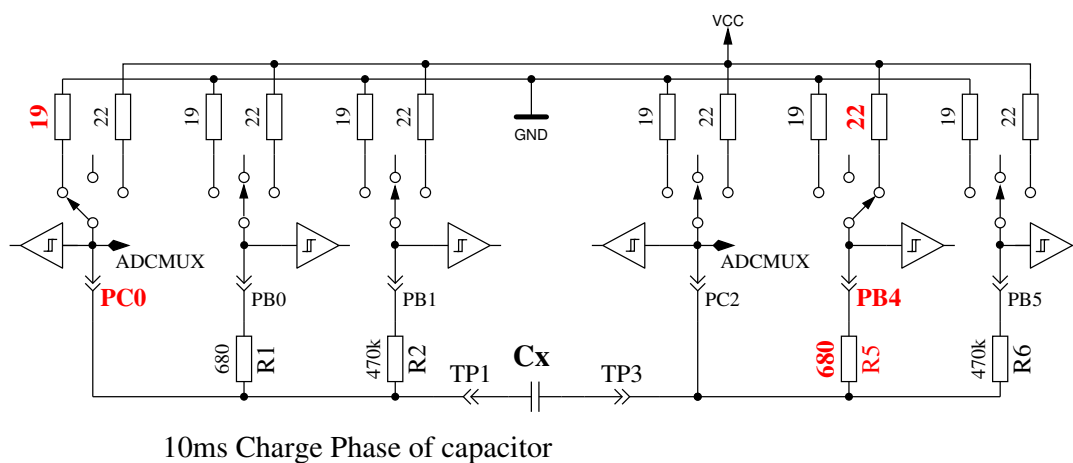 VCC
19
22
19
22
19
22
GND
19
22
19
22
19
22
ADCMUX
ADCMUX
PC0
PB0
PB1
PC2
PB4
PB5
680
R1
470k
R2
TP1
Cx
TP3
680
R5
470k
R6
10ms Charge Phase of capacitor